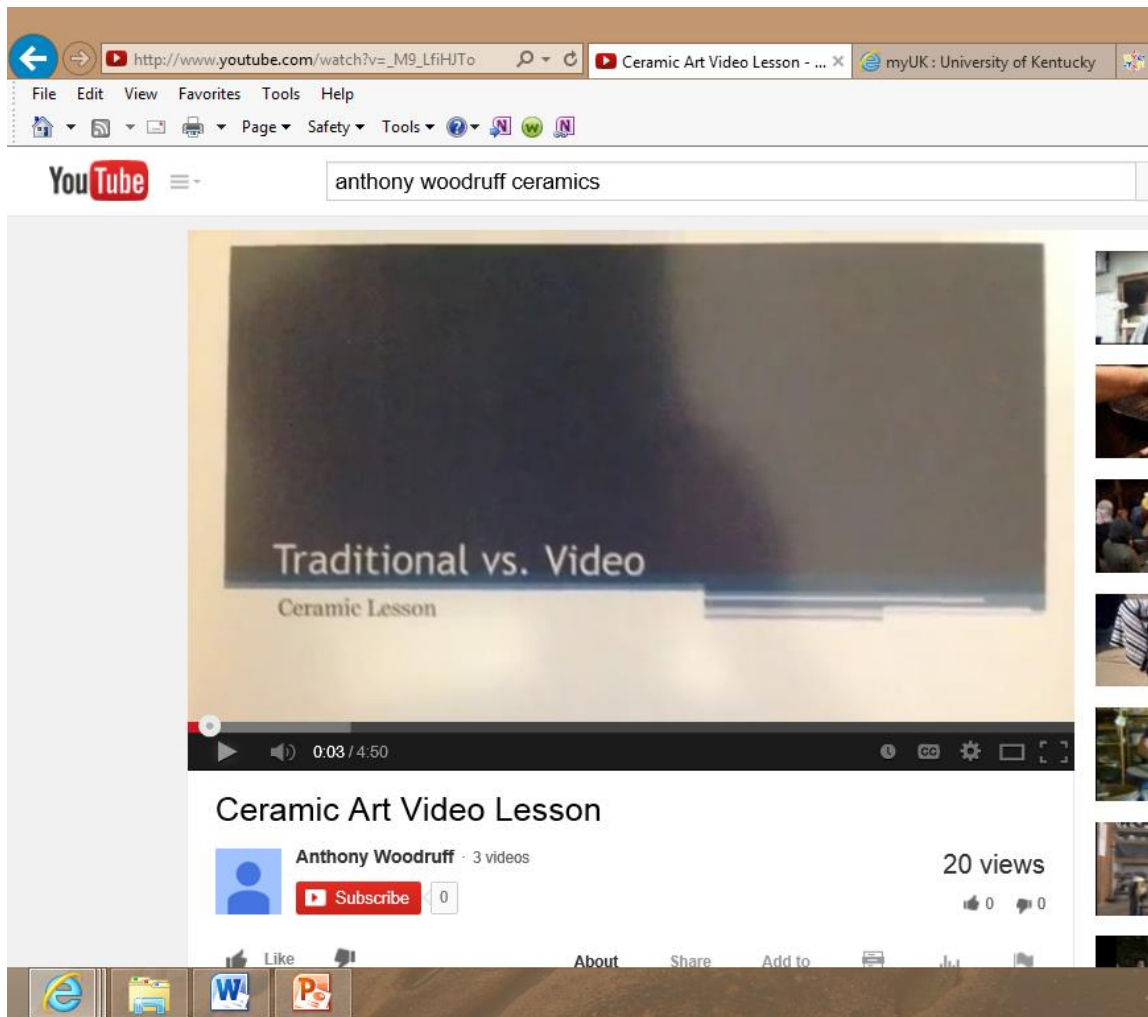 http://www.youtube.com/watch?v=_M9_LfiHJTo
Ceramic Art Video Lesson - ...
myUK : University of Kentucky
File Edit View Favorites Tools Help
Page Safety Tools
YouTube
anthony woodruff ceramics
Traditional vs. Video
Ceramic Lesson
0:03 / 4:50
CC
Ceramic Art Video Lesson
Anthony Woodruff · 3 videos
20 views
Subscribe 0
0 0
Like
About Share Add to